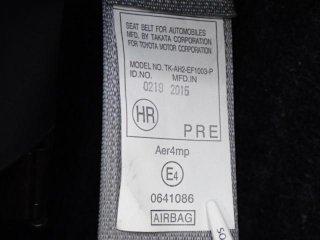 SEAT BELT FOR AUTOMOBILES
MFD. BY TAKATA CORPORATION
FOR TOYOTA MOTOR CORPORATION
MODEL NO. TK-AH2-EF1003-P
ID.NO. MFD.IN
0219 2015
HR
PRE
Aer4mp
E4
0641086
AIRBAG